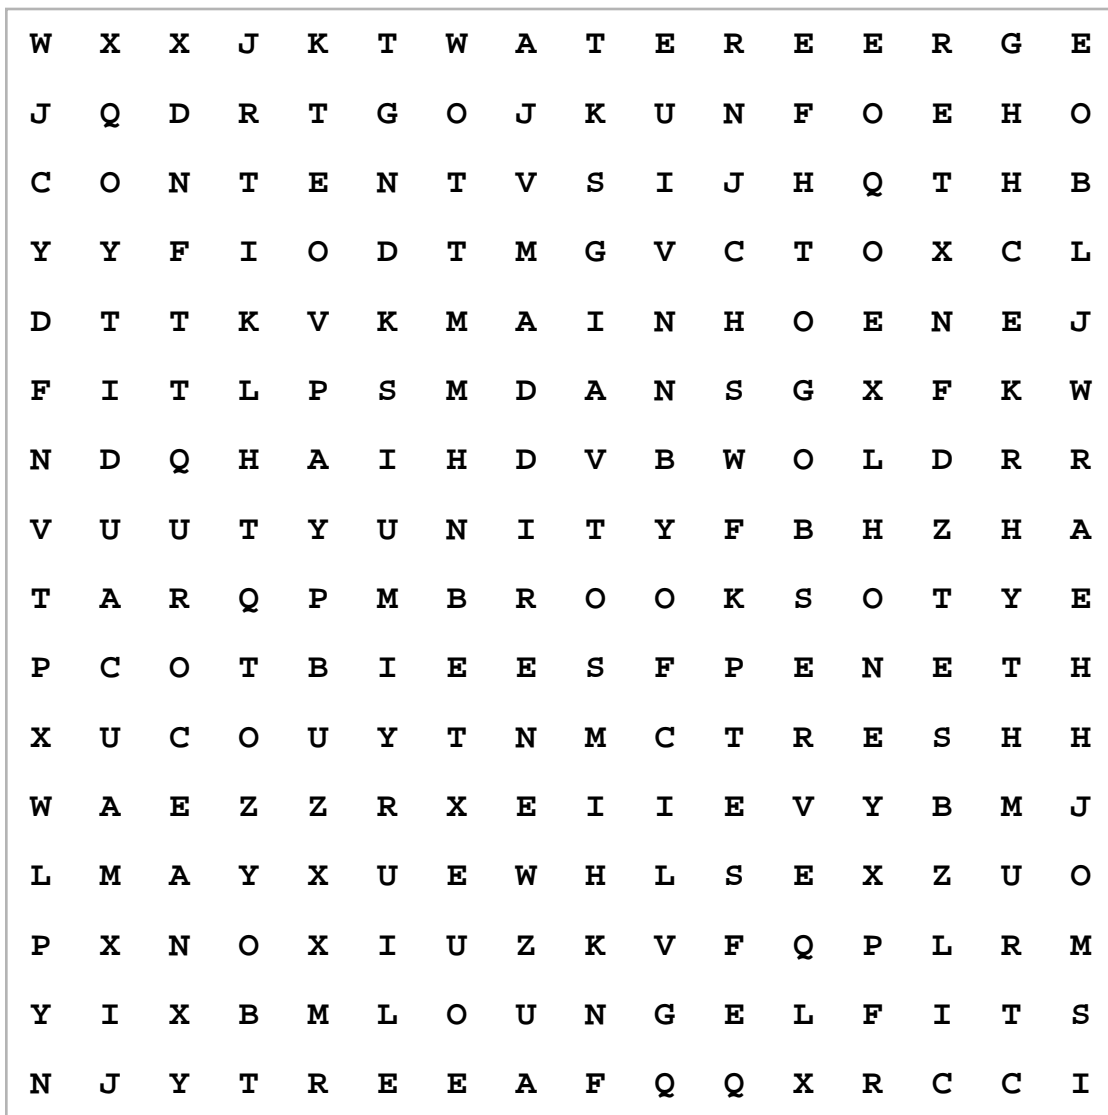 W X X J K T W A T E R E E R G E
J Q D R T G O J K U N F O E H O
C O N T E N T V S I J H Q T H B
Y Y F I O D T M G V C T O X C L
D T T K V K M A I N H O E N E J
F I T L P S M D A N S G X F K W
N D Q H A I H D V B W O L D R R
V U U T Y U N I T Y F B H Z H A
T A R Q P M B R O O K S O T Y E
P C O T B I E E S F P E N E T H
X U C O U Y T N M C T R E S H H
W A E Z Z R X E I I E V Y B M J
L M A Y X U E W H L S E X Z U O
P X N O X I U Z K V F Q P L R M
Y I X B M L O U N G E L F I T S
N J Y T R E E A F Q Q X R C C I